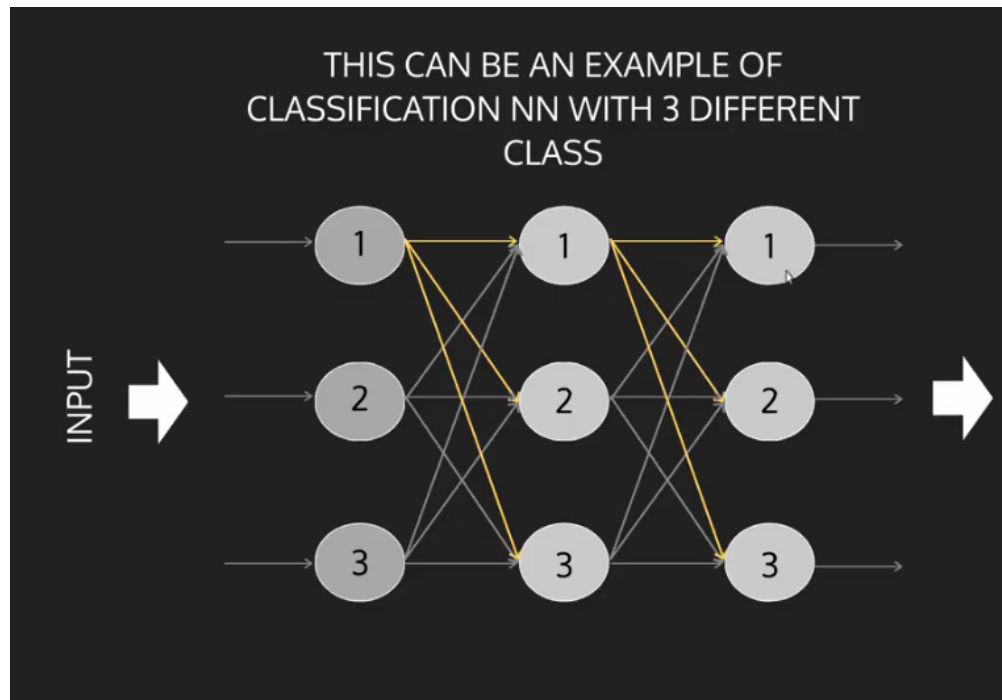 THIS CAN BE AN EXAMPLE OF
CLASSIFICATION NN WITH 3 DIFFERENT
CLASS
1 1 1
INPUT
2 2 2
3 3 3